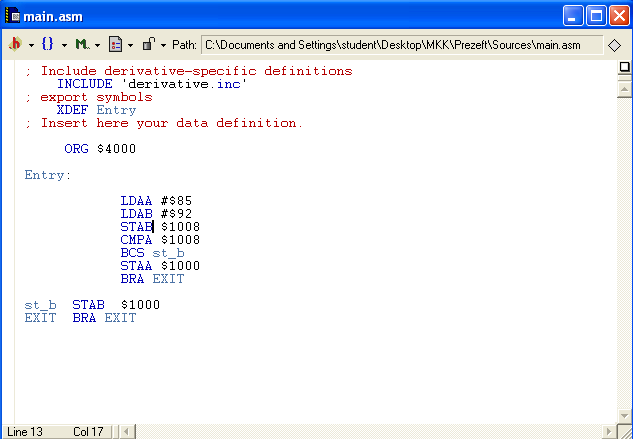 main.asm
M. Path: C:\Documents and Settings\student\Desktop\MKK\Prezeft\Sources\main.asm
; Include derivative-specific definitions
INCLUDE 'derivative.inc'
; export symbols
XDEF Entry
; Insert here your data definition.
ORG $4000
Entry:
LDAA #$85
LDAB #$92
STAB $1008
CMPA $1008
BCS st_b
STAA $1000
BRA EXIT
st_b STAB $1000
EXIT BRA EXIT
Line 13 Col 17